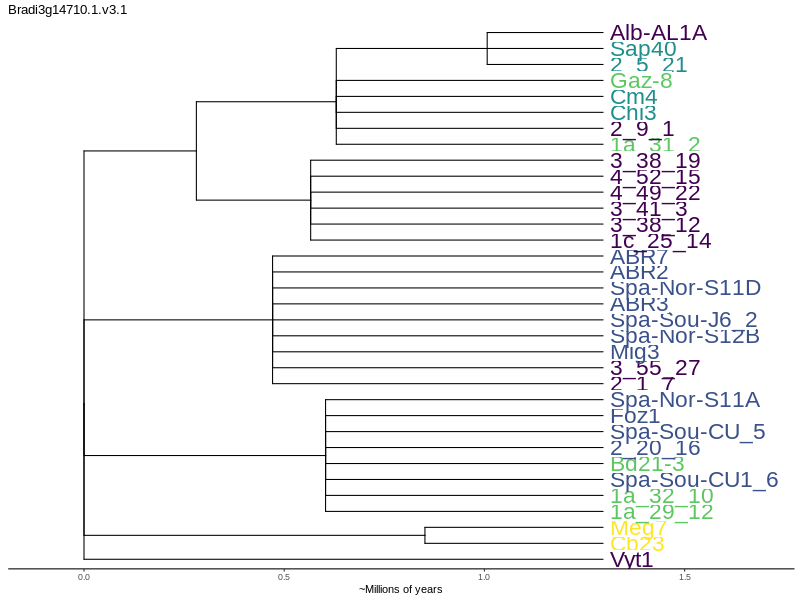 Bradi3g14710.1.v3.1
Alb-AL1A
Sap40
2_5_21
Gaz-8
Cm4
Chi3
2_9_1
1a_31_2
3_38_19
4_52_15
4_49_22
3_41_3
3_38_12
1c_25_14
ABR7
ABR2
Spa-Nor-S11D
ABR3
Spa-Sou-J6_2
Spa-Nor-S12B
Mig3
3_55_27
2_1_7
Spa-Nor-S11A
Foz1
Spa-Sou-CU_5
2_20_16
Bd21-3
Spa-Sou-CU1_6
1a_32_10
1a_29_12
Meg7
Cb23
Vyt1
0.0 0.5 1.0 1.5
~Millions of years